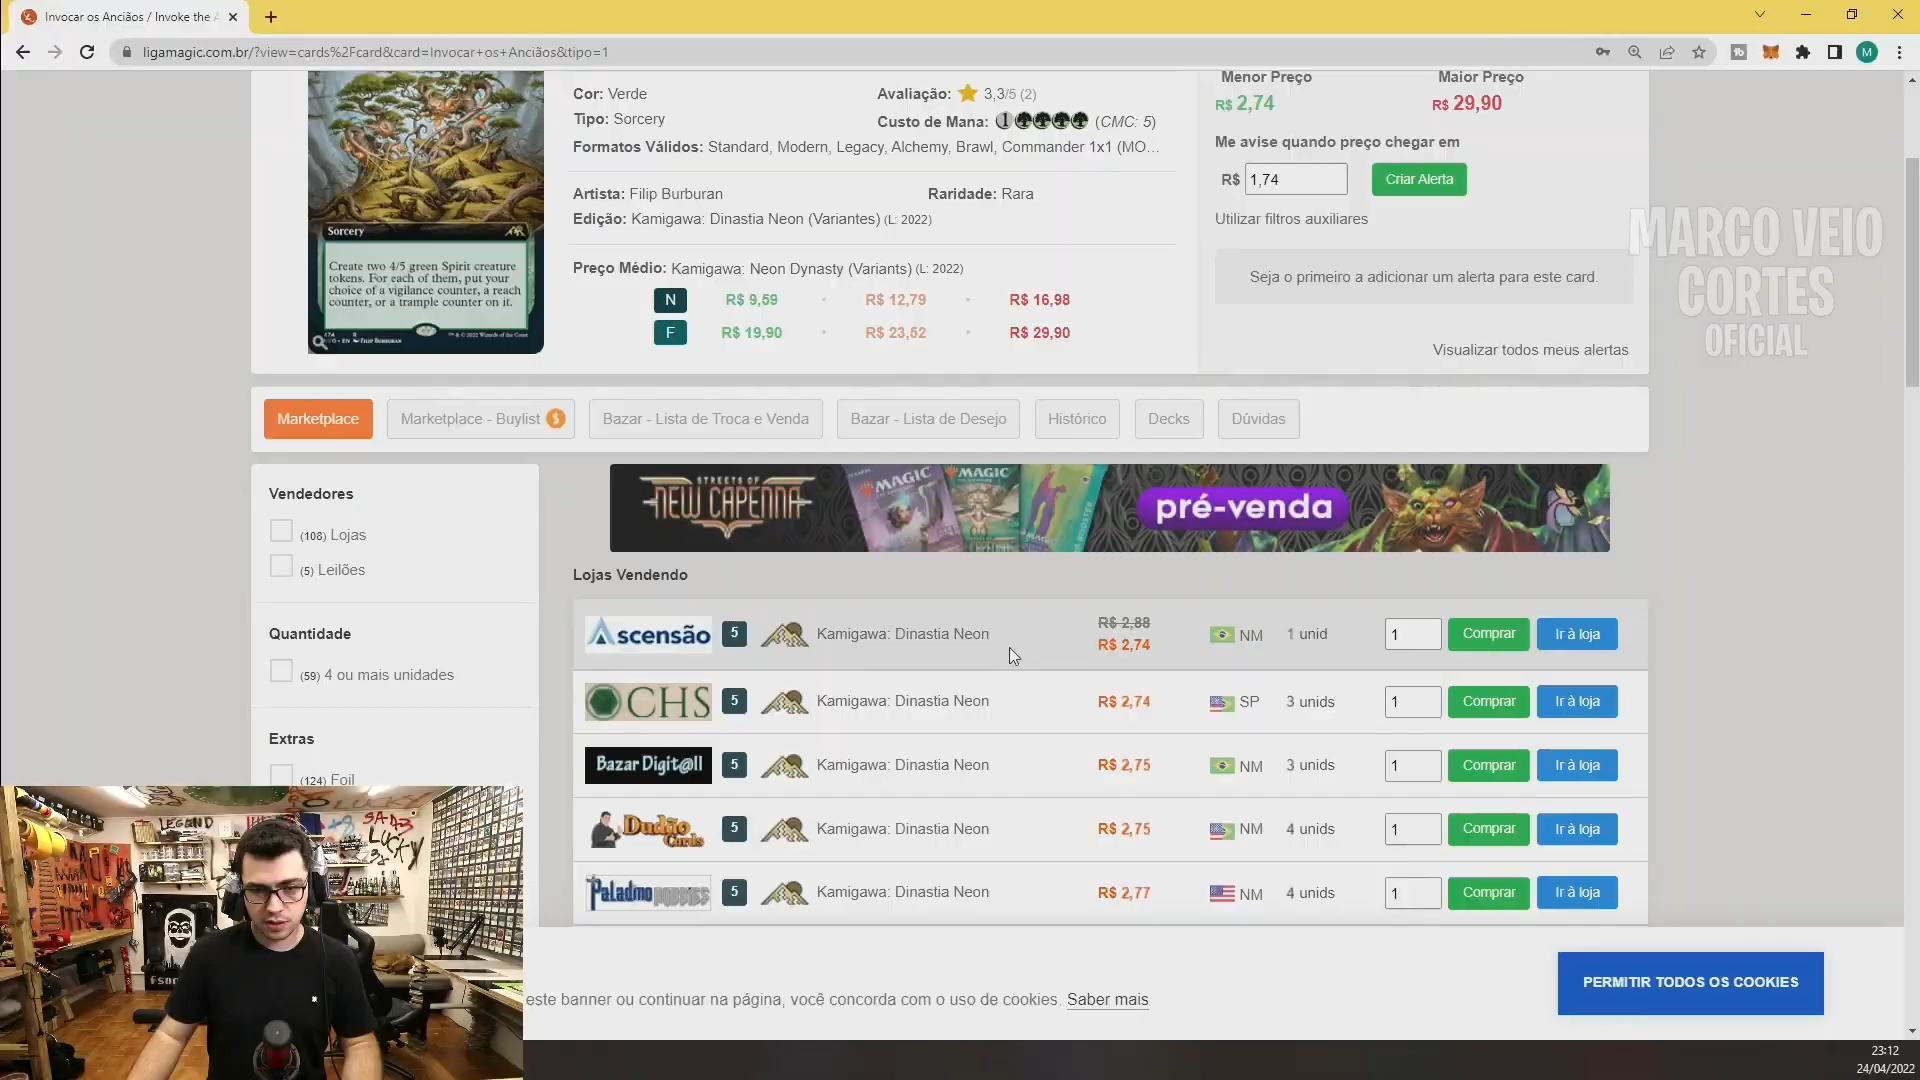 Invocar os Anciãos / Invoke the A
ligamagic.com.br/?view=cards%2Fcard&card=Invocar+os+Anciãos&tipo=1
M
Sorcery
Create two 4/5 green Spirit creature
tokens. For each of them, put your
choice of a vigilance counter, a reach
counter, or a trample counter on it.
Cor: Verde
Avaliação: 3,3/5 (2)
Tipo: Sorcery
Custo de Mana: 1 (CMC: 5)
Formatos Válidos: Standard, Modern, Legacy, Alchemy, Brawl, Commander 1x1 (MO...
Artista: Filip Burburan
Raridade: Rara
Edição: Kamigawa: Dinastia Neon (Variantes) (L: 2022)
Preço Médio: Kamigawa: Neon Dynasty (Variants) (L: 2022)
N R$ 9,59 R$ 12,79 R$ 16,98
F R$ 19,90 R$ 23,52 R$ 29,90
Menor Preço
Maior Preço
R$ 2,74
R$ 29,90
Me avise quando preço chegar em
R$ 1,74 Criar Alerta
Utilizar filtros auxiliares
Seja o primeiro a adicionar um alerta para este card.
Visualizar todos meus alertas
MARCO VEIO
CORTES
OFICIAL
Marketplace
Marketplace - Buylist
Bazar - Lista de Troca e Venda
Bazar - Lista de Desejo
Histórico
Decks
Dúvidas
Vendedores
(108) Lojas
(5) Leilões
Quantidade
(59) 4 ou mais unidades
Extras
(124) Foil
STREETS OF
NEW CAPENNA
MAGIC
MAGIC
pré-venda
Lojas Vendendo
Ascensão 5 Kamigawa: Dinastia Neon R$ 2,88
R$ 2,74 NM 1 unid 1 Comprar Ir à loja
CHS 5 Kamigawa: Dinastia Neon R$ 2,74 SP 3 unids 1 Comprar Ir à loja
Bazar Digit@ll 5 Kamigawa: Dinastia Neon R$ 2,75 NM 3 unids 1 Comprar Ir à loja
Dudão Cards 5 Kamigawa: Dinastia Neon R$ 2,75 NM 4 unids 1 Comprar Ir à loja
Paladino HOBBIES 5 Kamigawa: Dinastia Neon R$ 2,77 NM 4 unids 1 Comprar Ir à loja
LEGEND
este banner ou continuar na página, você concorda com o uso de cookies. Saber mais
PERMITIR TODOS OS COOKIES
23:12
24/04/2022